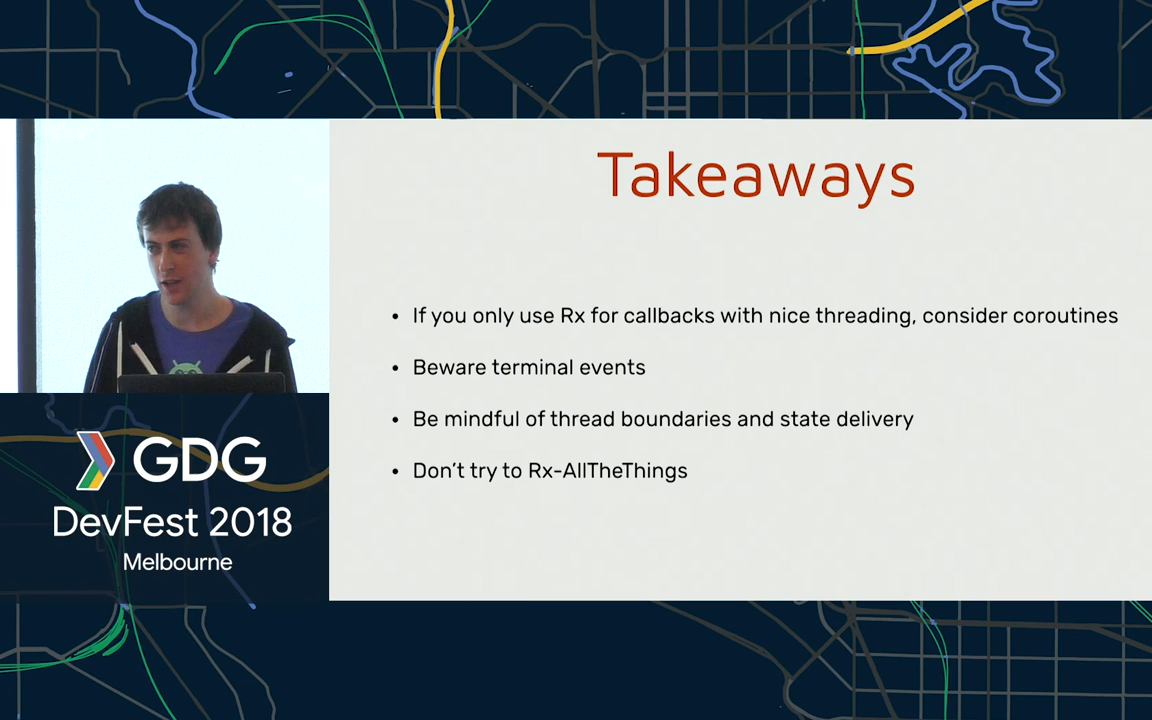 Takeaways
• If you only use Rx for callbacks with nice threading, consider coroutines
• Beware terminal events
• Be mindful of thread boundaries and state delivery
• Don’t try to Rx-AllTheThings
GDG
DevFest 2018
Melbourne